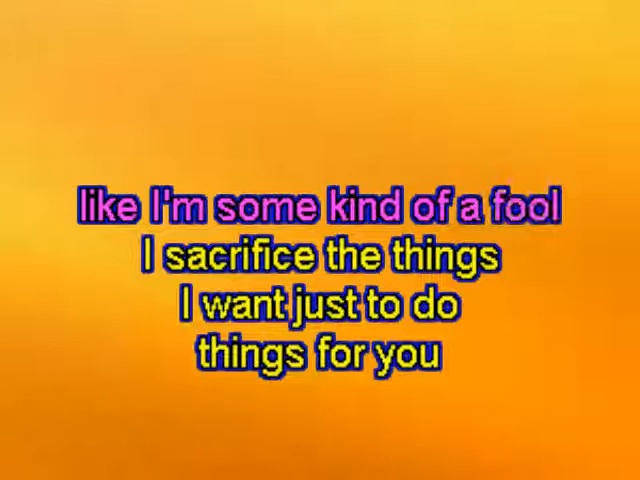 like I'm some kind of a fool
I sacrifice the things
I want just to do
things for you